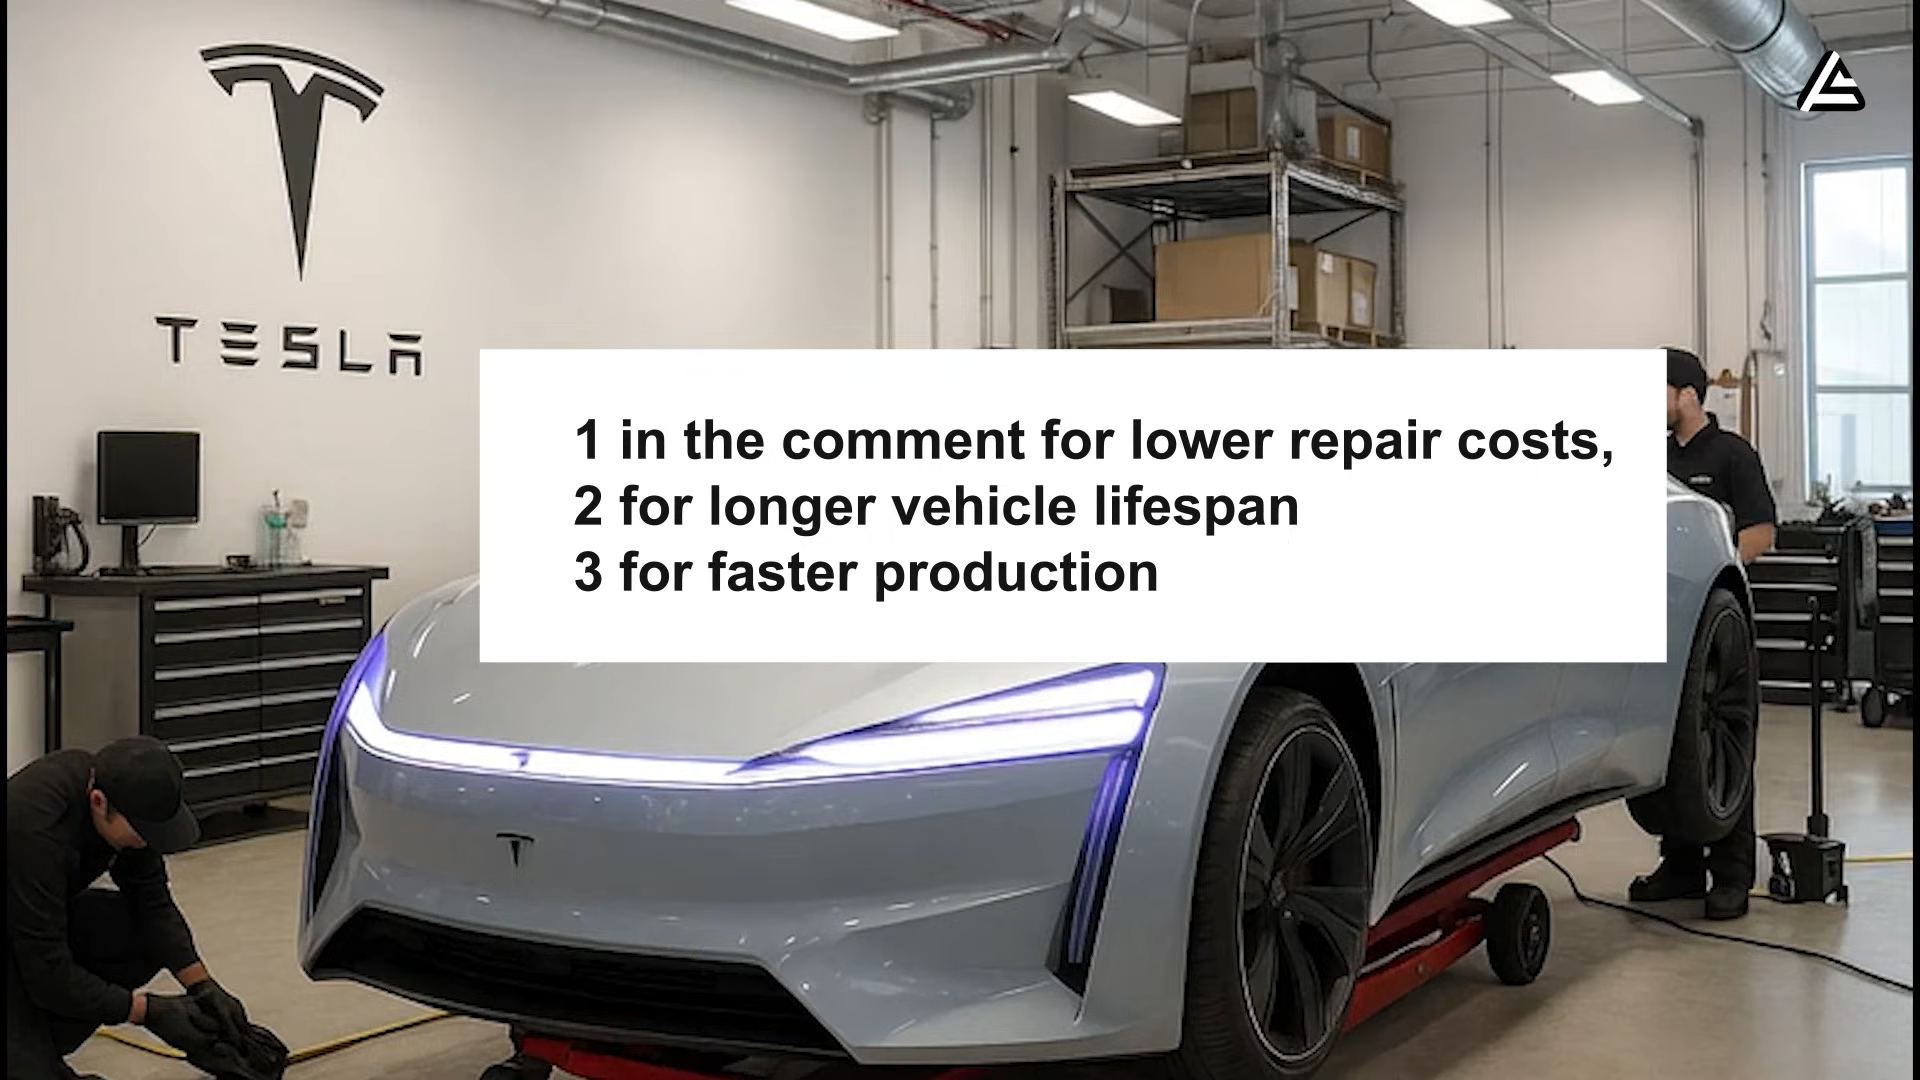 TESLA
1 in the comment for lower repair costs,
2 for longer vehicle lifespan
3 for faster production